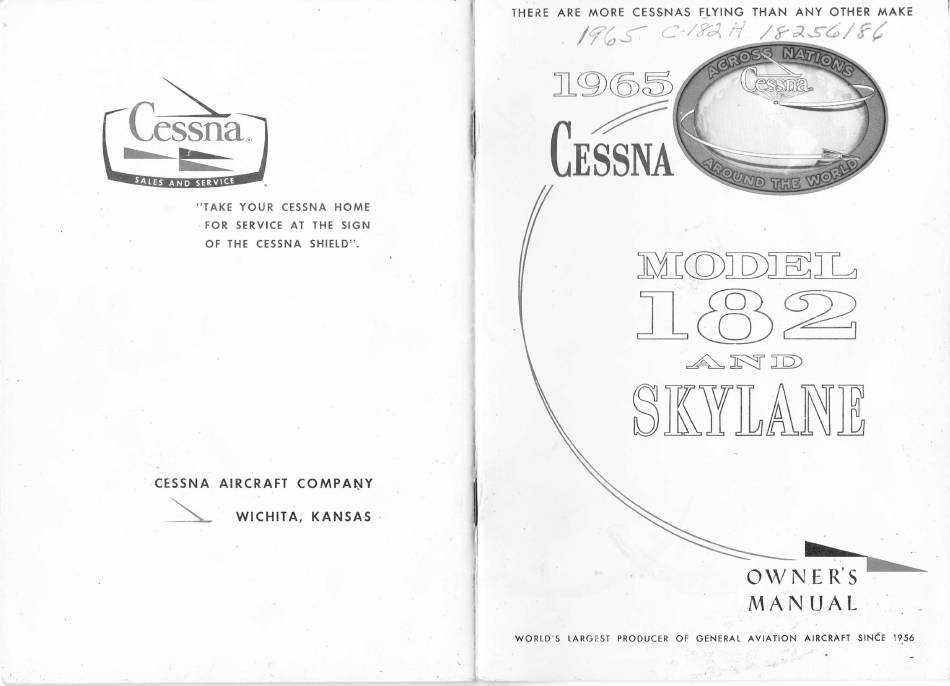 Cessna.
SALES AND SERVICE
"TAKE YOUR CESSNA HOME
FOR SERVICE AT THE SIGN
OF THE CESSNA SHIELD".
CESSNA AIRCRAFT COMPANY
WICHITA, KANSAS
THERE ARE MORE CESSNAS FLYING THAN ANY OTHER MAKE
1965 C-182H 18256186
1965
CESSNA
ACROSS NATIONS
Cessna.
AROUND THE WORLD
MODEL
182
AND
SKYLANE
OWNER'S
MANUAL
WORLD'S LARGEST PRODUCER OF GENERAL AVIATION AIRCRAFT SINCE 1956